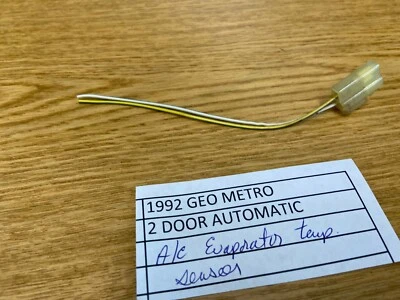 1992 GEO METRO
2 DOOR AUTOMATIC
A/c Evaporator temp.
sensor